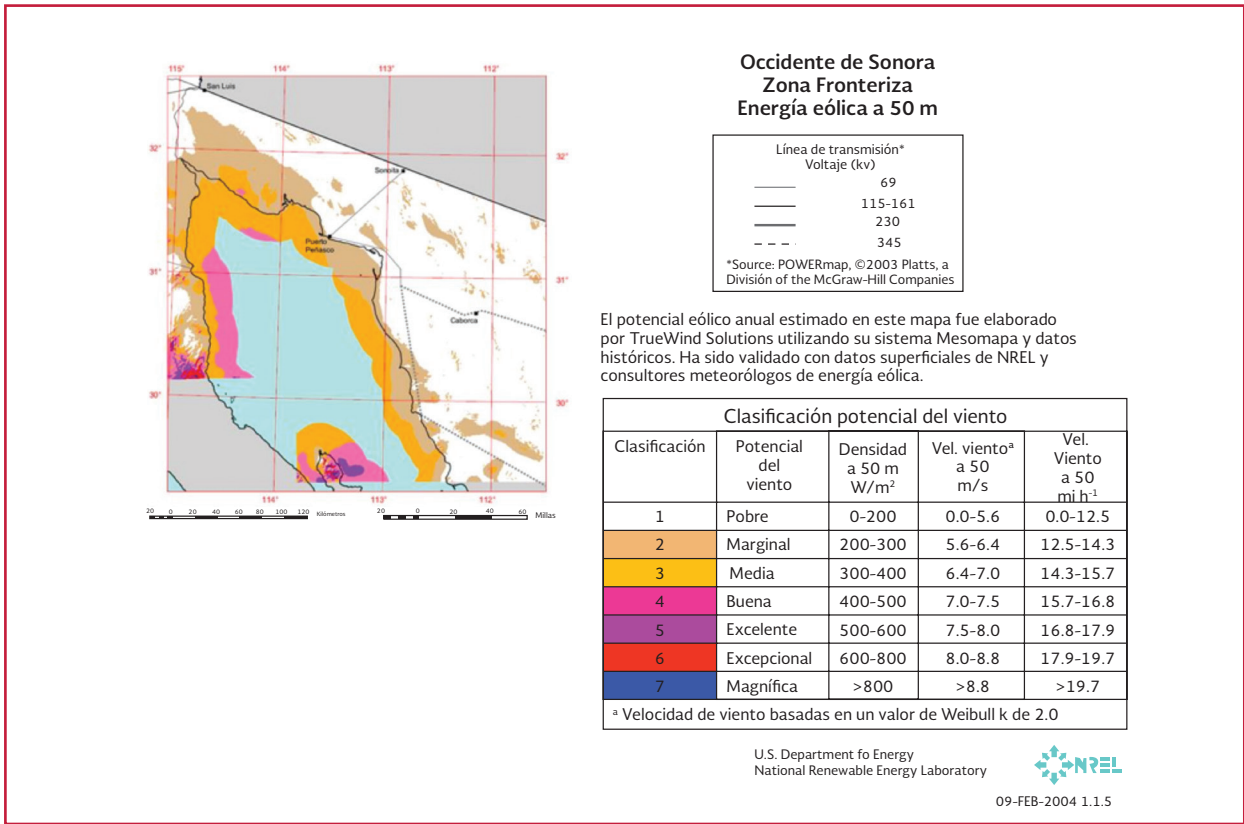 Occidente de Sonora
Zona Fronteriza
Energía eólica a 50 m
115°
114°
113°
112°
San Luis
32°
32°
Sonoita
Puerto
Peñasco
31°
31°
Caborca
30°
30°
114°
113°
112°
20 0 20 40 60 80 100 120 Kilómetros
20 0 20 40 60 Millas
Línea de transmisión*
Voltaje (kv)
69
115-161
230
345
*Source: POWERmap, ©2003 Platts, a
División of the McGraw-Hill Companies
El potencial eólico anual estimado en este mapa fue elaborado
por TrueWind Solutions utilizando su sistema Mesomapa y datos
históricos. Ha sido validado con datos superficiales de NREL y
consultores meteorólogos de energía eólica.
Clasificación potencial del viento
Clasificación
Potencial
del
viento
Densidad
a 50 m
W/m²
Vel. vientoᵃ
a 50
m/s
Vel.
Viento
a 50
mi h⁻¹
1 Pobre 0-200 0.0-5.6 0.0-12.5
2 Marginal 200-300 5.6-6.4 12.5-14.3
3 Media 300-400 6.4-7.0 14.3-15.7
4 Buena 400-500 7.0-7.5 15.7-16.8
5 Excelente 500-600 7.5-8.0 16.8-17.9
6 Excepcional 600-800 8.0-8.8 17.9-19.7
7 Magnífica >800 >8.8 >19.7
ᵃ Velocidad de viento basadas en un valor de Weibull k de 2.0
U.S. Department fo Energy
National Renewable Energy Laboratory
NREL
09-FEB-2004 1.1.5